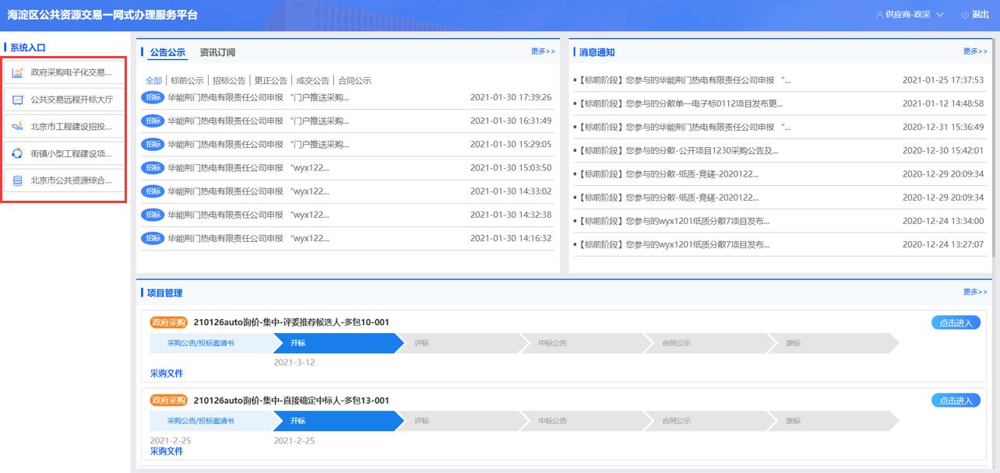 海淀区公共资源交易一网式办理服务平台
供应商-政采
退出
系统入口
政府采购电子化交易...
公共交易远程开标大厅
北京市工程建设招投...
街镇小型工程建设项...
北京市公共资源综合...
公告公示 资讯订阅 更多>>
全部 | 标前公示 | 招标公告 | 更正公告 | 成交公告 | 合同公示
招标 华能荆门热电有限责任公司申报 “门户推送采购... 2021-01-30 17:39:26
招标 华能荆门热电有限责任公司申报 “门户推送采购... 2021-01-30 16:31:49
招标 华能荆门热电有限责任公司申报 “门户推送采购... 2021-01-30 15:29:05
招标 华能荆门热电有限责任公司申报 “wyx122... 2021-01-30 15:03:50
招标 华能荆门热电有限责任公司申报 “wyx122... 2021-01-30 14:33:02
招标 华能荆门热电有限责任公司申报 “wyx122... 2021-01-30 14:32:38
招标 华能荆门热电有限责任公司申报 “wyx122... 2021-01-30 14:16:32
消息通知 更多>>
【标前阶段】您参与的华能荆门热电有限责任公司申报 “... 2021-01-25 17:37:53
【标前阶段】您参与的分散单一电子标0112项目发布更... 2021-01-12 14:48:58
【标前阶段】您参与的华能荆门热电有限责任公司申报 “... 2020-12-31 15:36:49
【标前阶段】您参与的分散-公开项目1230采购公告及... 2020-12-30 15:42:01
【标前阶段】您参与的分散-纸质-竞磋-2020122... 2020-12-29 20:09:34
【标前阶段】您参与的分散-纸质-竞磋-2020122... 2020-12-29 20:09:34
【标前阶段】您参与的wyx1201纸质分散7项目发布... 2020-12-24 13:34:00
【标前阶段】您参与的wyx1201纸质分散7项目发布... 2020-12-24 13:27:07
项目管理 更多>>
政府采购 210126auto询价-集中-评委推荐候选人-多包10-001 点击进入
采购公告/投标邀请书 开标 评标 中标公告 合同公示 废标
2021-3-12
采购文件
政府采购 210126auto询价-集中-直接确定中标人-多包13-001 点击进入
采购公告/投标邀请书 开标 评标 中标公告 合同公示 废标
2021-2-25 2021-2-25
采购文件